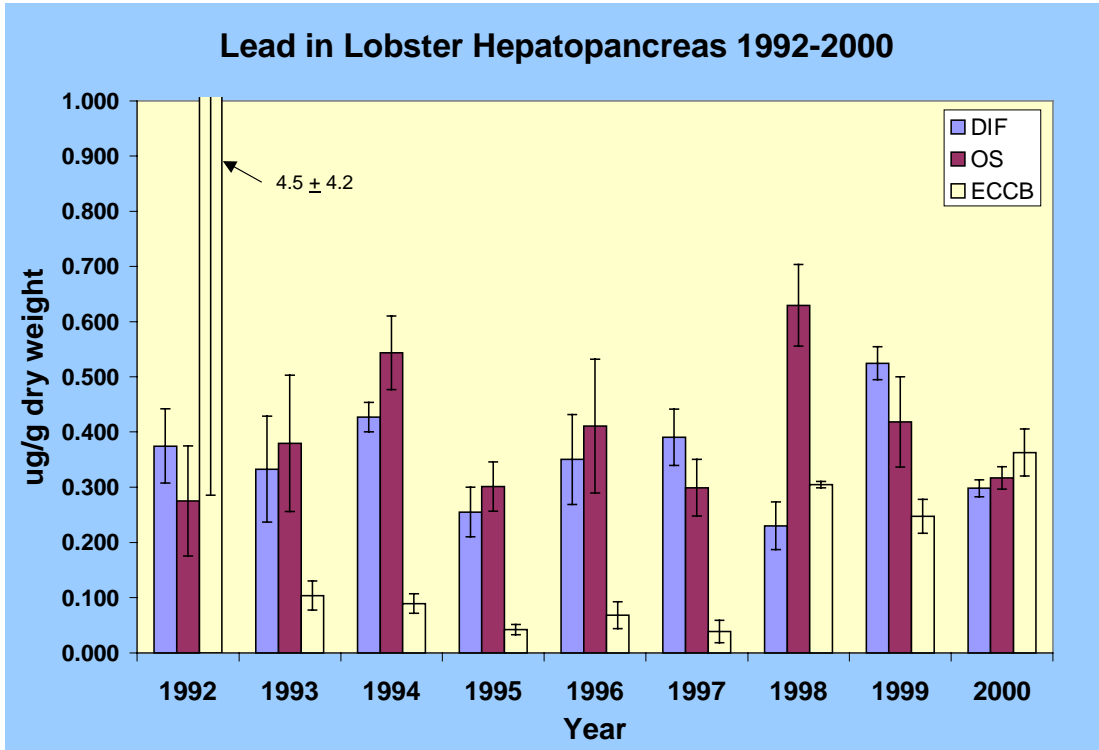 Lead in Lobster Hepatopancreas 1992-2000
1.000
0.900
0.800
0.700
0.600
0.500
0.400
0.300
0.200
0.100
0.000
ug/g dry weight
4.5 ± 4.2
DIF
OS
ECCB
1992 1993 1994 1995 1996 1997 1998 1999 2000
Year